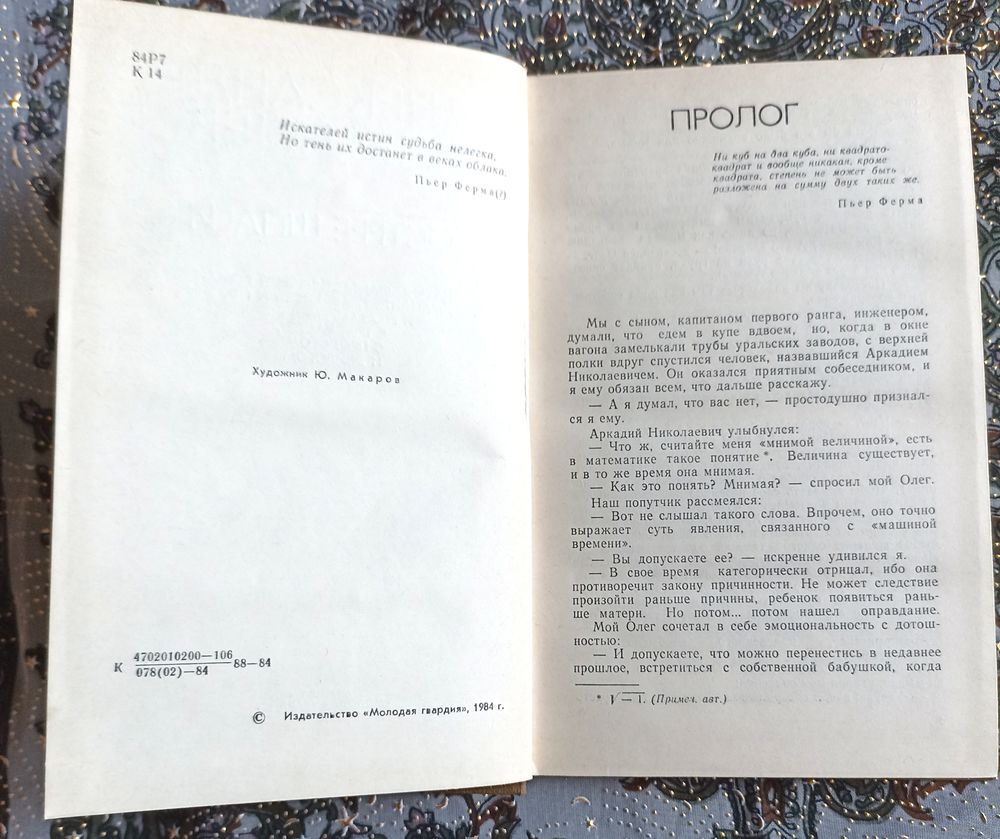 84Р7
К 14
Искателей истин судьба нелегка,
Но тень их достанет в веках облака.
Пьер Ферма(?)
Художник Ю. Макаров
К 4702010200—106 88—84
078(02)—84
© Издательство «Молодая гвардия», 1984 г.
ПРОЛОГ
Ни куб на два куба, ни квадрато-
квадрат и вообще никакая, кроме
квадрата, степень не может быть
разложена на сумму двух таких же.
Пьер Ферма
Мы с сыном, капитаном первого ранга, инженером,
думали, что едем в купе вдвоем, но, когда в окне
вагона замелькали трубы уральских заводов, с верхней
полки вдруг спустился человек, назвавшийся Аркадием
Николаевичем. Он оказался приятным собеседником, и
я ему обязан всем, что дальше расскажу.
— А я думал, что вас нет, — простодушно признал-
ся я ему.
Аркадий Николаевич улыбнулся:
— Что ж, считайте меня «мнимой величиной», есть
в математике такое понятие *. Величина существует,
и в то же время она мнимая.
— Как это понять? Мнимая? — спросил мой Олег.
Наш попутчик рассмеялся:
— Вот не слышал такого слова. Впрочем, оно точно
выражает суть явления, связанного с «машиной
времени».
— Вы допускаете ее? — искренне удивился я.
— В свое время категорически отрицал, ибо она
противоречит закону причинности. Не может следствие
произойти раньше причины, ребенок появиться рань-
ше матери. Но потом... потом нашел оправдание.
Мой Олег сочетал в себе эмоциональность с дотош-
ностью:
— И допускаете, что можно перенестись в недавнее
прошлое, встретиться с собственной бабушкой, когда
* √—1. (Примеч. авт.)